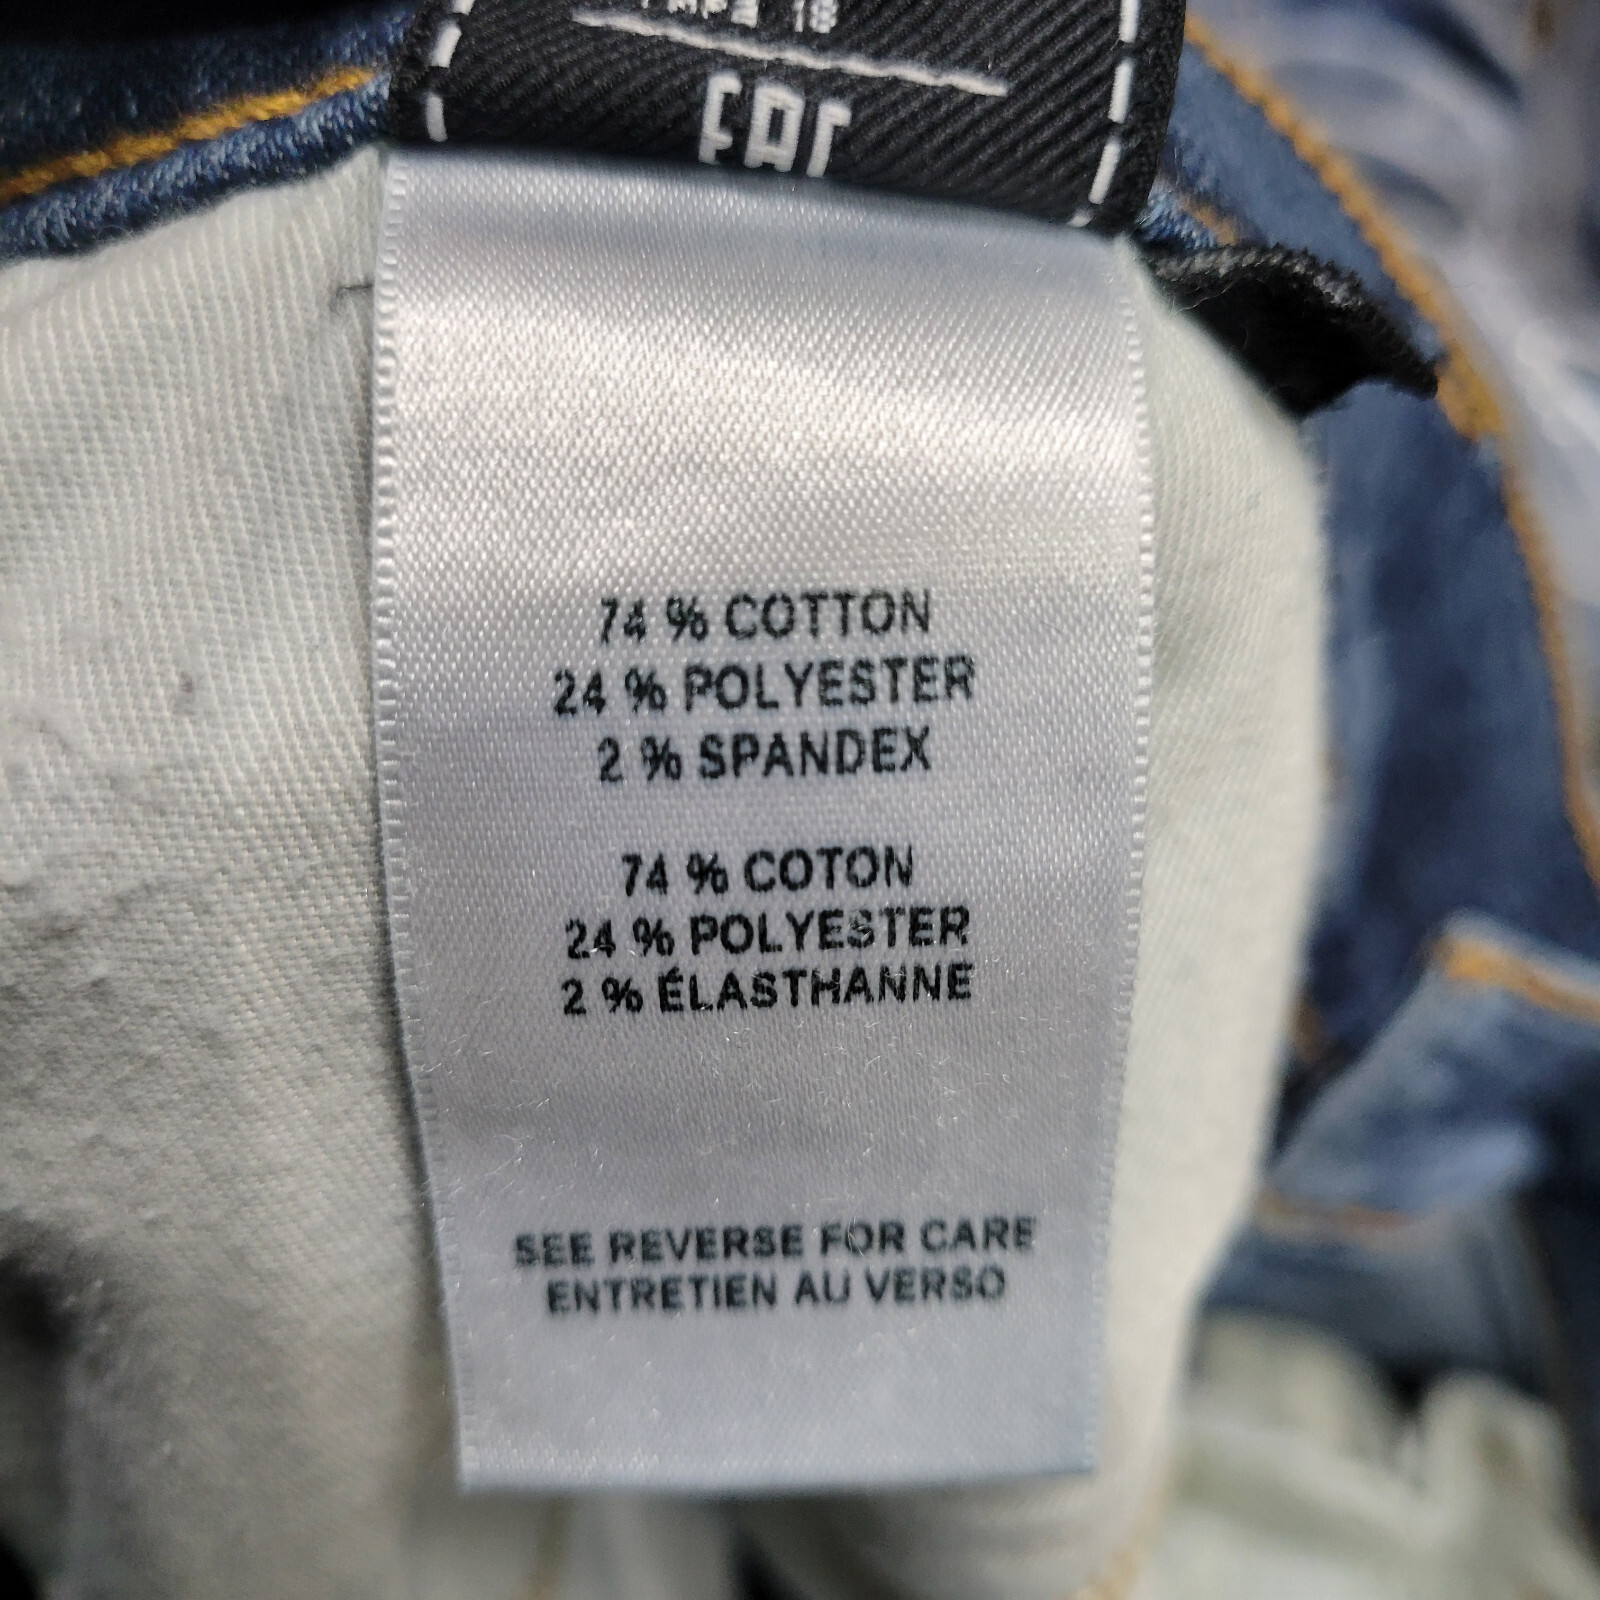 EAC
74 % COTTON
24 % POLYESTER
2 % SPANDEX
74 % COTON
24 % POLYESTER
2 % ÉLASTHANNE
SEE REVERSE FOR CARE
ENTRETIEN AU VERSO